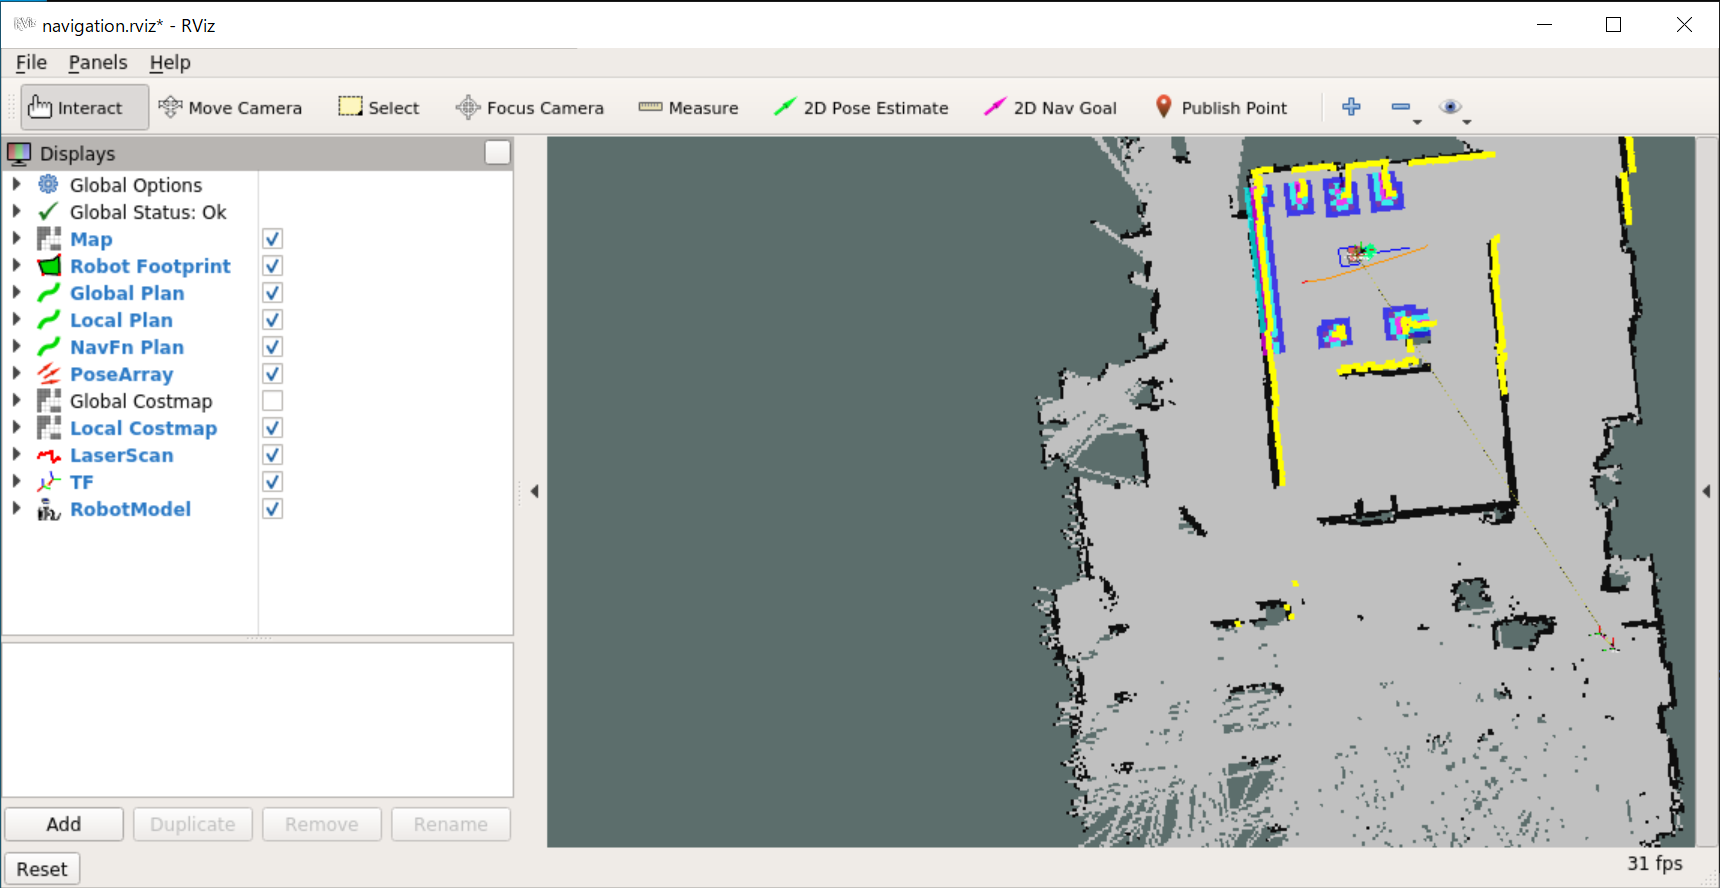 navigation.rviz* - RViz
File Panels Help
Interact Move Camera Select Focus Camera Measure 2D Pose Estimate 2D Nav Goal Publish Point
Displays
Global Options
Global Status: Ok
Map
Robot Footprint
Global Plan
Local Plan
NavFn Plan
PoseArray
Global Costmap
Local Costmap
LaserScan
TF
RobotModel
Add Duplicate Remove Rename
Reset
31 fps